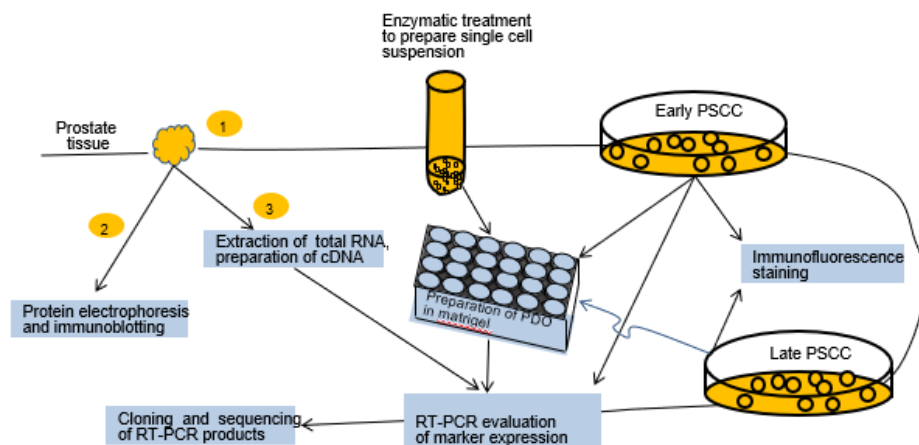 Enzymatic treatment
to prepare single cell
suspension
Early PSCC
Prostate
tissue
1
2
3
Extraction of total RNA,
preparation of cDNA
Immunofluorescence
staining
Protein electrophoresis
and immunoblotting
Preparation of PDO
in matrigel
Late PSCC
Cloning and sequencing
of RT-PCR products
RT-PCR evaluation
of marker expression